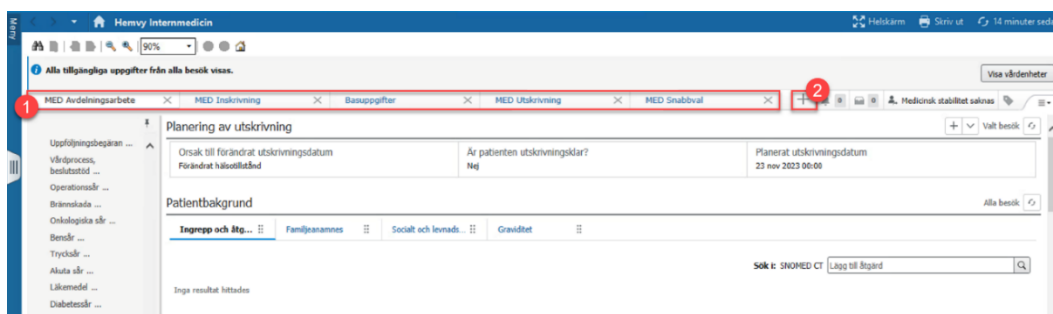 Meny
Hemvy Internmedicin
Helskärm Skriv ut 14 minuter seda
90%
Alla tillgängliga uppgifter från alla besök visas.
Visa vårdenheter
1
MED Avdelningsarbete MED Inskrivning Basuppgifter MED Utskrivning MED Snabbval
2
0 0 Medicinsk stabilitet saknas
Planering av utskrivning
Valt besök
Orsak till förändrat utskrivningsdatum Är patienten utskrivningsklar? Planerat utskrivningsdatum
Förändrat hälsotillstånd Nej 23 nov 2023 00:00
Patientbakgrund
Alla besök
Ingrepp och åtg... Familjeanamnes Socialt och levnads... Graviditet
Sök i: SNOMED CT Lägg till åtgärd
Inga resultat hittades
Uppföljningsbegäran ...
Vårdprocess,
beslutsstöd ...
Operationssår ...
Brännskada ...
Onkologiska sår ...
Bensår ...
Trycksår ...
Akuta sår ...
Läkemedel ...
Diabetessår ...